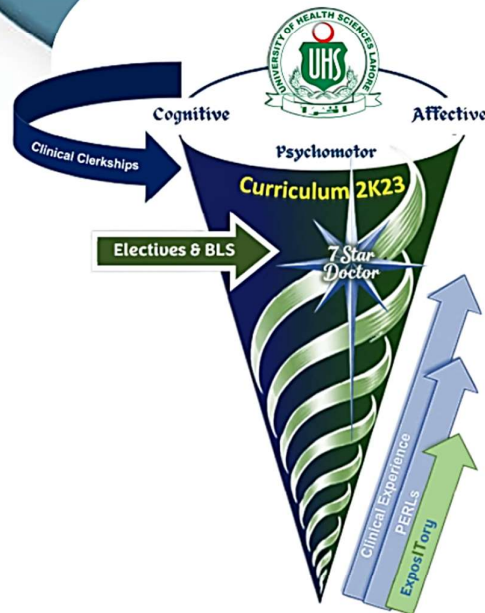 UNIVERSITY OF HEALTH SCIENCES LAHORE
UHS
Cognitive
Affective
Psychomotor
Clinical Clerkships
Curriculum 2K23
Electives & BLS
7 Star
Doctor
Clinical Experience
PERLs
ExposITory